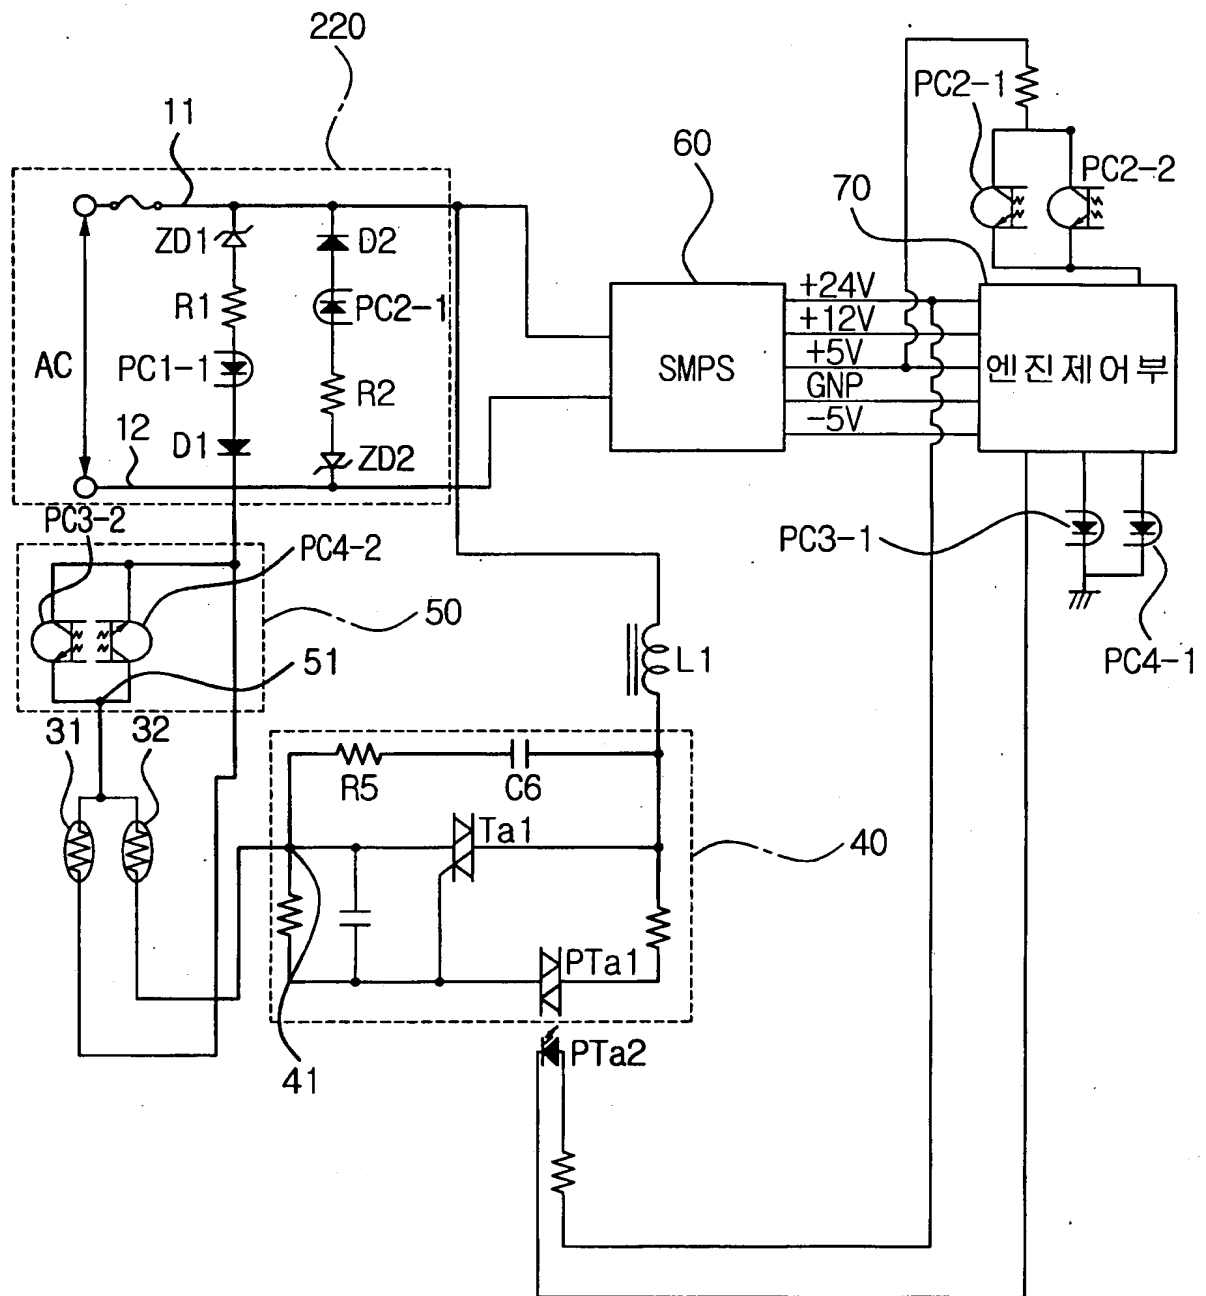 220
11
PC2-1
60
PC2-2
70
ZD1
D2
R1
PC2-1
+24V
+12V
AC
PC1-1
+5V
SMPS
엔진제어부
R2
GNP
-5V
D1
12
ZD2
PC3-2
PC4-2
PC3-1
50
51
L1
PC4-1
31
32
R5
C6
Ta1
40
PTa1
41
PTa2